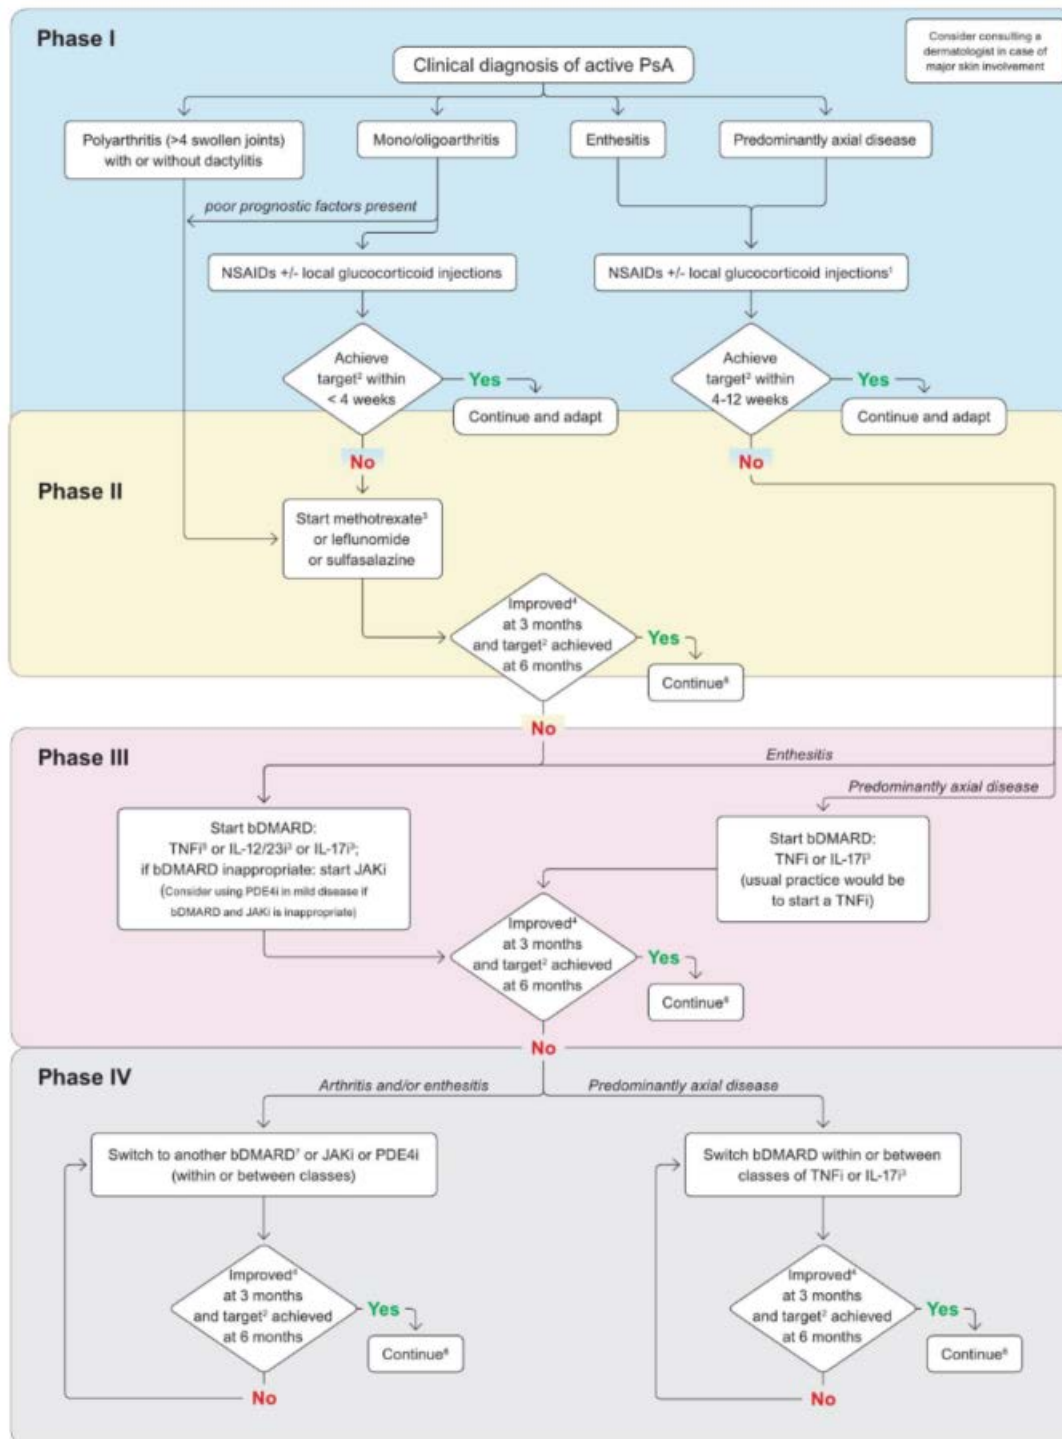 Phase I
Consider consulting a
dermatologist in case of
major skin involvement
Clinical diagnosis of active PsA
Polyarthritis (>4 swollen joints)
with or without dactylitis
Mono/oligoarthritis
Enthesitis
Predominantly axial disease
poor prognostic factors present
NSAIDs +/- local glucocorticoid injections
NSAIDs +/- local glucocorticoid injections¹
Achieve
target² within
< 4 weeks
Yes
Continue and adapt
Achieve
target² within
4-12 weeks
Yes
Continue and adapt
No
No
Phase II
Start methotrexate³
or leflunomide
or sulfasalazine
Improved⁴
at 3 months
and target² achieved
at 6 months
Yes
Continue⁸
No
Phase III
Enthesitis
Predominantly axial disease
Start bDMARD:
TNFi⁵ or IL-12/23i³ or IL-17i³;
if bDMARD inappropriate: start JAKi
(Consider using PDE4i in mild disease if
bDMARD and JAKi is inappropriate)
Start bDMARD:
TNFi or IL-17i³
(usual practice would be
to start a TNFi)
Improved⁴
at 3 months
and target² achieved
at 6 months
Yes
Continue⁸
No
Phase IV
Arthritis and/or enthesitis
Predominantly axial disease
Switch to another bDMARD⁷ or JAKi or PDE4i
(within or between classes)
Switch bDMARD within or between
classes of TNFi or IL-17i³
Improved⁴
at 3 months
and target² achieved
at 6 months
Yes
Continue⁸
No
Improved⁴
at 3 months
and target² achieved
at 6 months
Yes
Continue⁸
No